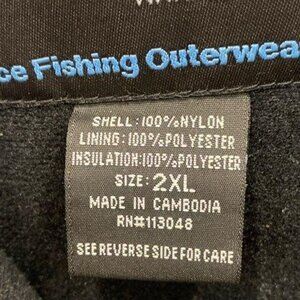 ce Fishing Outerwea
SHELL: 100%NYLON
LINING: 100%POLYESTER
INSULATION:100%POLYESTER
SIZE: 2XL
MADE IN CAMBODIA
RN#113048
SEE REVERSE SIDE FOR CARE